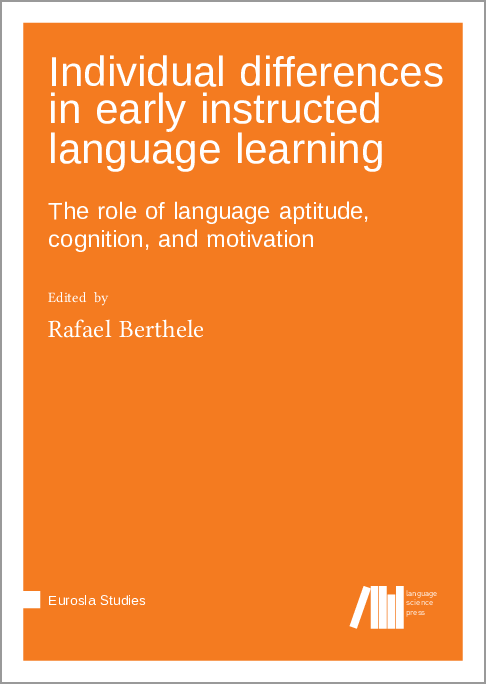 Individual differences
in early instructed
language learning
The role of language aptitude,
cognition, and motivation
Edited by
Rafael Berthele
Eurosla Studies
language
science
press